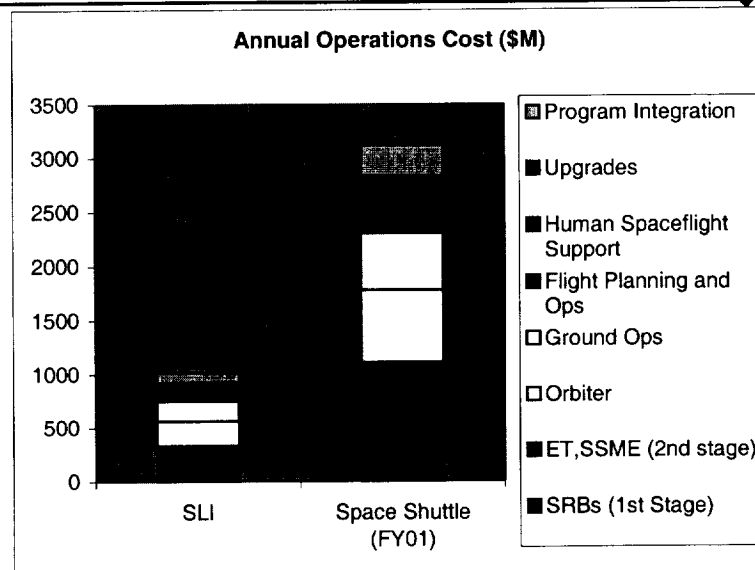 Annual Operations Cost ($M)
3500
3000
2500
2000
1500
1000
500
0
SLI
Space Shuttle
(FY01)
Program Integration
Upgrades
Human Spaceflight
Support
Flight Planning and
Ops
Ground Ops
Orbiter
ET,SSME (2nd stage)
SRBs (1st Stage)